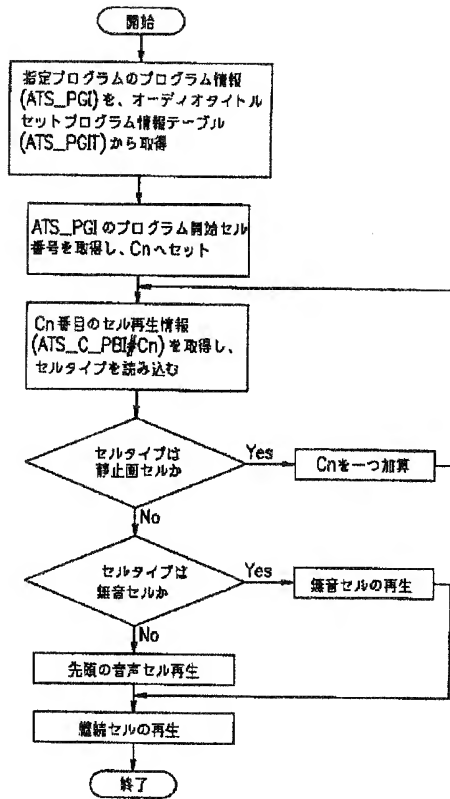 開始
指定プログラムのプログラム情報
(ATS_PGI)を、オーディオタイトル
セットプログラム情報テーブル
(ATS_PGIT)から取得
ATS_PGIのプログラム開始セル
番号を取得し、Cnへセット
Cn番目のセル再生情報
(ATS_C_PBI#Cn)を取得し、
セルタイプを読み込む
セルタイプは
静止画セルか
Yes
Cnを一つ加算
No
セルタイプは
無音セルか
Yes
無音セルの再生
No
先頭の音声セル再生
継続セルの再生
終了